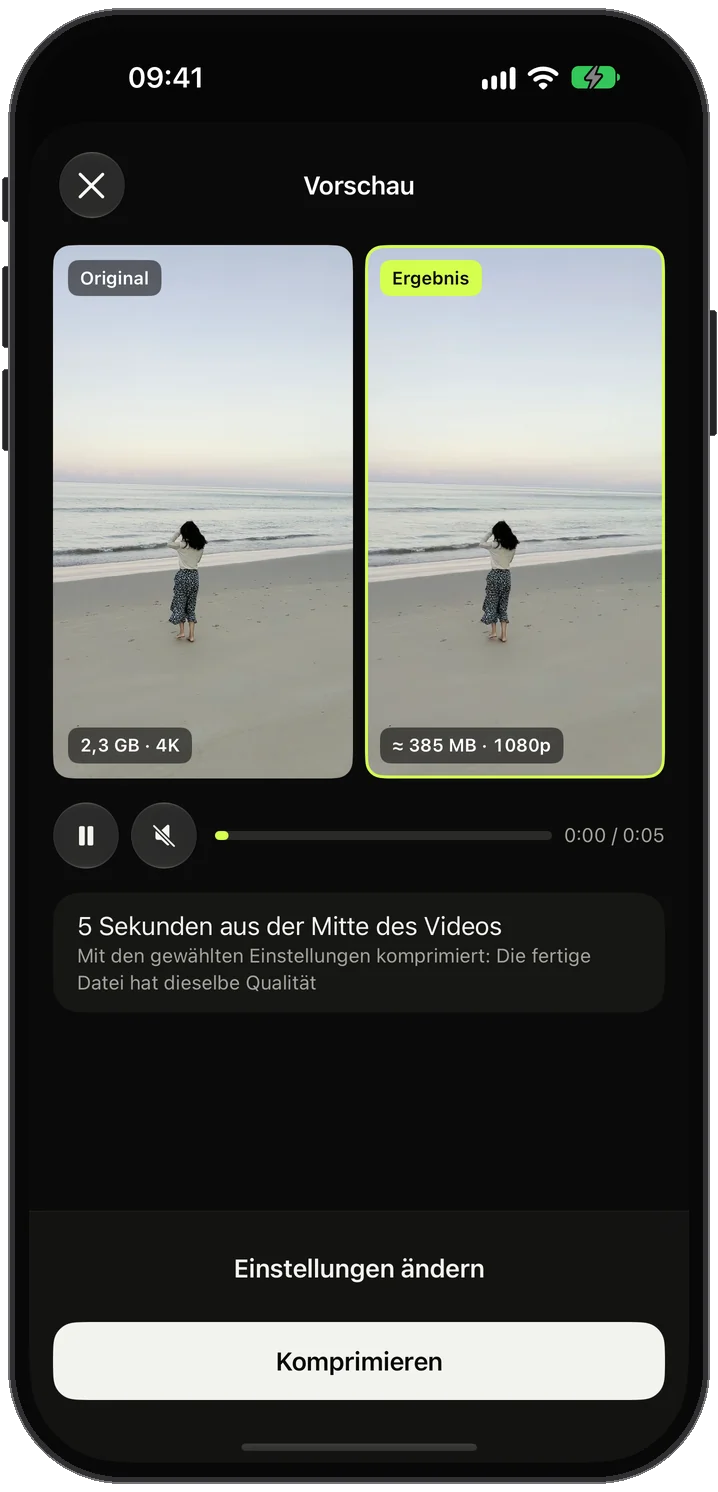 09:41
Vorschau
Original
Ergebnis
2,3 GB · 4K
≈ 385 MB · 1080p
0:00 / 0:05
5 Sekunden aus der Mitte des Videos
Mit den gewählten Einstellungen komprimiert: Die fertige
Datei hat dieselbe Qualität
Einstellungen ändern
Komprimieren